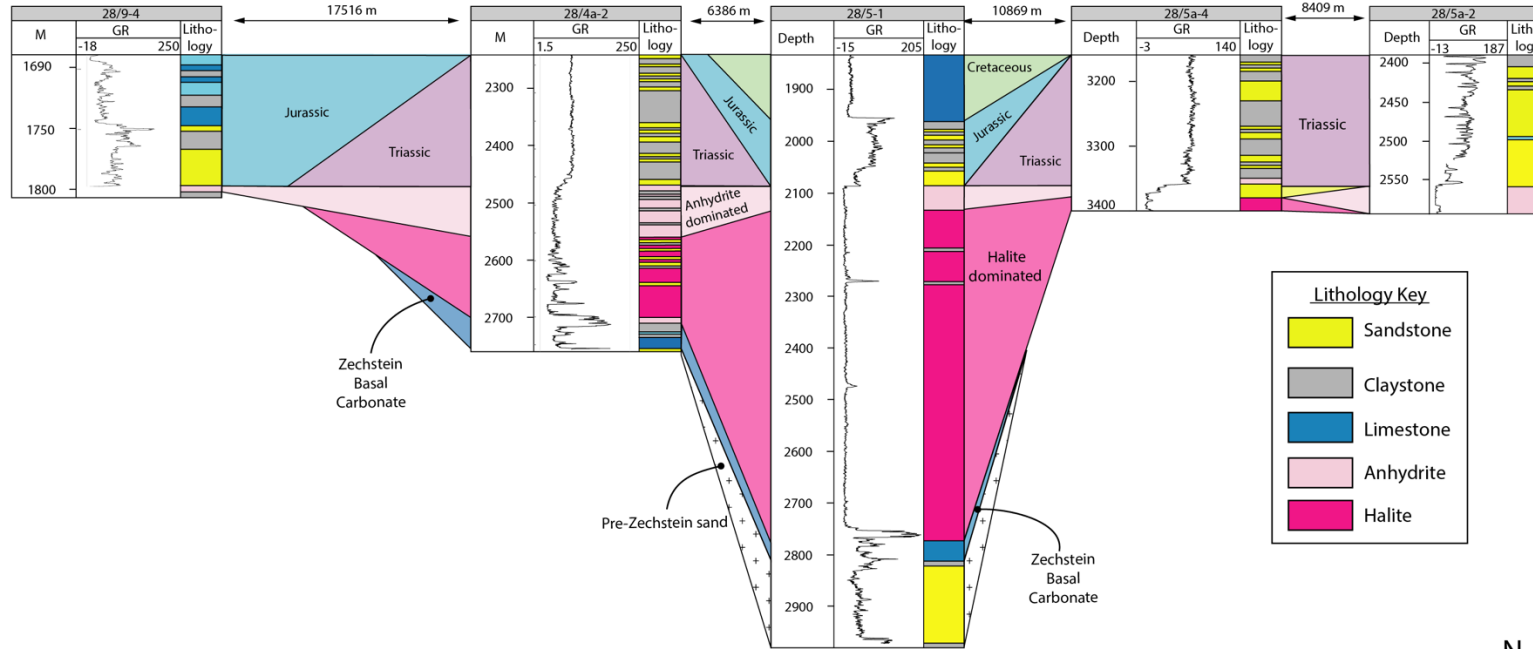 28/9-4
17516 m
28/4a-2
6386 m
28/5-1
10869 m
28/5a-4
8409 m
28/5a-2
M
GR
-18 250
Litho-
logy
1690
1750
1800
Jurassic
Triassic
Zechstein
Basal
Carbonate
M
GR
1.5 250
Litho-
logy
2300
2400
2500
2600
2700
Jurassic
Triassic
Anhydrite
dominated
Pre-Zechstein sand
Depth
GR
-15 205
Litho-
logy
1900
2000
2100
2200
2300
2400
2500
2600
2700
2800
2900
Cretaceous
Jurassic
Triassic
Halite
dominated
Zechstein
Basal
Carbonate
Depth
GR
-3 140
Litho-
logy
3200
3300
3400
Triassic
Depth
GR
-13 187
Lith
log
2400
2450
2500
2550
Lithology Key
Sandstone
Claystone
Limestone
Anhydrite
Halite
N